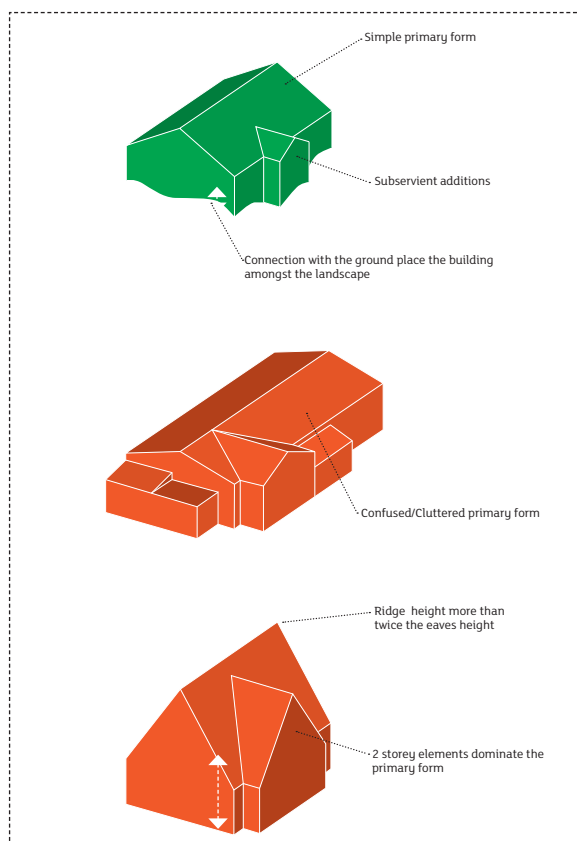 Simple primary form
Subservient additions
Connection with the ground place the building
amongst the landscape
Confused/Cluttered primary form
Ridge height more than
twice the eaves height
2 storey elements dominate the
primary form